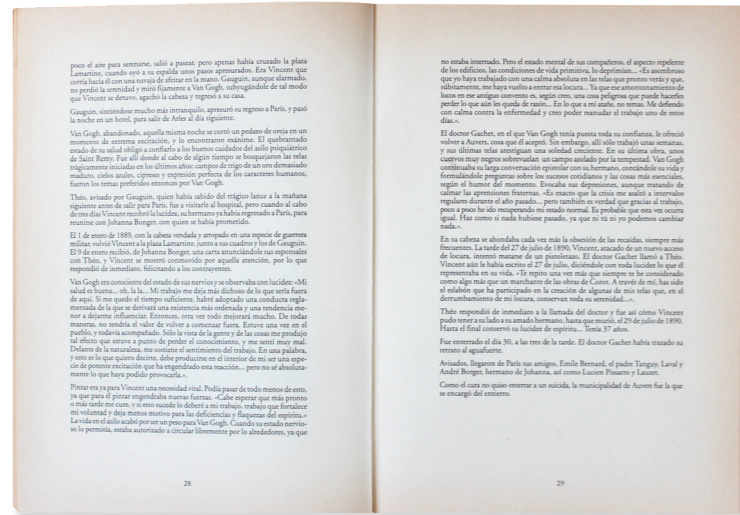 poco el aire para serenarse, salió a pasear, pero apenas había cruzado la plaza
Lamartine, cuando oyó a su espalda unos pasos apresurados. Era Vincent que
corría hacia él con una navaja de afeitar en la mano. Gauguin, aunque alarmado,
no perdió la serenidad y miró fijamente a Van Gogh, subyugándole de tal modo
que Vincent se detuvo, agachó la cabeza y regresó a su casa.
Gauguin, sintiéndose mucho más intranquilo, apresuró su regreso a París, y pasó
la noche en un hotel, para salir de Arles al día siguiente.
Van Gogh, abandonado, aquella misma noche se cortó un pedazo de oreja en un
momento de extrema excitación, y lo encontraron exánime. El quebrantado
estado de su salud obligó a confiarlo a los buenos cuidados del asilo psiquiátrico
de Saint Remy. Fue allí donde al cabo de algún tiempo se bosquejaron las telas
trágicamente iniciadas en los últimos años: campos de trigo de un oro demasiado
maduro, cielos azules, cipreses y expresión perfecta de los caracteres humanos,
fueron los temas preferidos entonces por Van Gogh.
Théo, avisado por Gauguin, quien había sabido del trágico lance a la mañana
siguiente antes de salir para París, fue a visitarle al hospital, pero cuando al cabo
de tres días Vincent recobró la lucidez, su hermano ya había regresado a París, para
reunirse con Johanna Bonger, con quien se había prometido.
El 1 de enero de 1889, con la cabeza vendada y arropado en una especie de guerrera
militar, volvió Vincent a la plaza Lamartine, junto a sus cuadros y los de Gauguin.
El 9 de enero recibió, de Johanna Bonger, una carta anunciándole sus esponsales
con Théo, y Vincent se mostró conmovido por aquella atención, por lo que
respondió de inmediato, felicitando a los contrayentes.
Van Gogh era consciente del estado de sus nervios y se observaba con lucidez: «Mi
salud es buena... oh, la la... Mi trabajo me deja más dichoso de lo que sería fuera
de aquí. Si me quedo el tiempo suficiente, habré adoptado una conducta regla-
mentada de la que se derivará una existencia más ordenada y una tendencia me-
nor a dejarme influenciar. Entonces, otra vez todo mejorará mucho. De todas
maneras, no tendría el valor de volver a comenzar fuera. Estuve una vez en el
pueblo, y todavía acompañado. Sólo la vista de la gente y de las cosas me produjo
tal efecto que estuve a punto de perder el conocimiento, y me sentí muy mal.
Delante de la naturaleza, me sostiene el sentimiento del trabajo. En una palabra,
y esto es lo que quiero decirte, debe producirse en el interior de mi ser una espe-
cie de potente excitación que ha engendrado esta reacción... pero no sé absoluta-
mente lo que haya podido provocarla.».
Pintar era ya para Vincent una necesidad vital. Podía pasar de todo menos de esto,
ya que para él pintar engendraba nuevas fuerzas. «Cabe esperar que más pronto
o más tarde me cure, y si esto sucede lo deberé a mi trabajo, trabajo que fortalece
mi voluntad y deja menos motivo para las deficiencias y flaquezas del espíritu.»
La vida en el asilo acabó por ser un peso para Van Gogh. Cuando su estado nervio-
so lo permitía, estaba autorizado a circular libremente por lo alrededores, ya que
28
no estaba internado. Pero el estado mental de sus compañeros, el aspecto repelente
de los edificios, las condiciones de vida primitiva, lo deprimían... «Es asombroso
que yo haya trabajado con una calma absoluta en las telas que pronto verás y que,
súbitamente, me haya vuelto a entrar esa locura... Ya que ese amontonamiento de
locos en ese antiguo convento es, según creo, una cosa peligrosa que puede hacerles
perder lo que aún les queda de razón... En lo que a mí atañe, no temas. Me defiendo
con calma contra la enfermedad y creo poder reanudar el trabajo uno de estos
días.».
El doctor Gachet, en el que Van Gogh tenía puesta toda su confianza, le ofreció
volver a Auvers, cosa que él aceptó. Sin embargo, allí sólo trabajó unas semanas,
y sus últimas telas atestiguan una soledad creciente. En su última obra, unos
cuervos muy negros sobrevuelan un campo asolado por la tempestad. Van Gogh
continuaba su larga conversación epistolar con su hermano, contándole su vida y
formulándole preguntas sobre los sucesos cotidianos y las cosas más esenciales,
según el humor del momento. Evocaba sus depresiones, aunque tratando de
calmar las aprensiones fraternas. «Es exacto que la crisis me asaltó a intervalos
regulares durante el año pasado... pero también es verdad que gracias al trabajo,
poco a poco he ido recuperando mi estado normal. Es probable que esta vez ocurra
igual. Haz como si nada hubiese pasado, ya que ni tú ni yo podemos cambiar
nada.».
En su cabeza se ahondaba cada vez más la obsesión de las recaídas, siempre más
frecuentes. La tarde del 27 de julio de 1890, Vincent, atacado de un nuevo acceso
de locura, intentó matarse de un pistoletazo. El doctor Gachet llamó a Théo.
Vincent aún le había escrito el 27 de julio, diciéndole con toda lucidez lo que él
representaba en su vida. «Te repito una vez más que siempre te he considerado
como algo más que un marchante de las obras de Corot. A través de mí, has sido
el eslabón que ha participado en la creación de algunas de mis telas que, en el
derrumbamiento de mi locura, conservan toda su serenidad...».
Théo respondió de inmediato a la llamada del doctor y fue así cómo Vincent
pudo tener a su lado a su amado hermano, hasta que murió, el 29 de julio de 1890.
Hasta el final conservó su lucidez de espíritu... Tenía 37 años.
Fue enterrado el día 30, a las tres de la tarde. El doctor Gachet había trazado su
retrato al aguafuerte.
Avisados, llegaron de París sus amigos, Emile Bernard, el padre Tanguy, Laval y
André Borger, hermano de Johanna, así como Lucien Pissarro y Lauzet.
Como el cura no quiso enterrar a un suicida, la municipalidad de Auvers fue la que
se encargó del entierro.
29